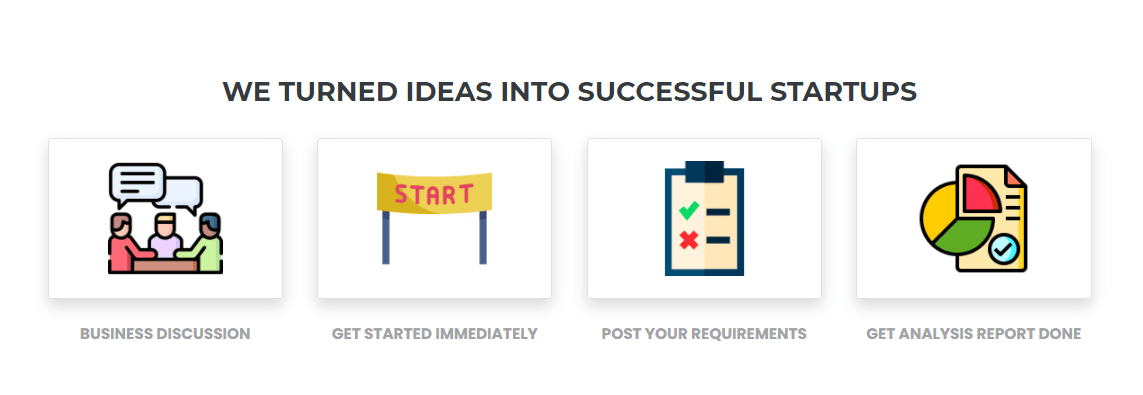 WE TURNED IDEAS INTO SUCCESSFUL STARTUPS
START
BUSINESS DISCUSSION
GET STARTED IMMEDIATELY
POST YOUR REQUIREMENTS
GET ANALYSIS REPORT DONE